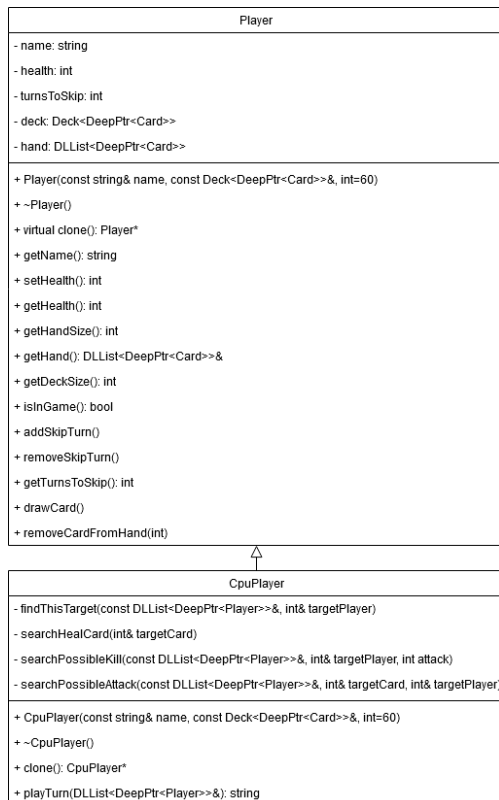 Player
- name: string
- health: int
- turnsToSkip: int
- deck: Deck<DeepPtr<Card>>
- hand: DLList<DeepPtr<Card>>
+ Player(const string& name, const Deck<DeepPtr<Card>>&, int=60)
+ ~Player()
+ virtual clone(): Player*
+ getName(): string
+ setHealth(): int
+ getHealth(): int
+ getHandSize(): int
+ getHand(): DLList<DeepPtr<Card>>&
+ getDeckSize(): int
+ isInGame(): bool
+ addSkipTurn()
+ removeSkipTurn()
+ getTurnsToSkip(): int
+ drawCard()
+ removeCardFromHand(int)
CpuPlayer
- findThisTarget(const DLList<DeepPtr<Player>>&, int& targetPlayer)
- searchHealCard(int& targetCard)
- searchPossibleKill(const DLList<DeepPtr<Player>>&, int& targetPlayer, int attack)
- searchPossibleAttack(const DLList<DeepPtr<Player>>&, int& targetCard, int& targetPlayer)
+ CpuPlayer(const string& name, const Deck<DeepPtr<Card>>&, int=60)
+ ~CpuPlayer()
+ clone(): CpuPlayer*
+ playTurn(DLList<DeepPtr<Player>>&): string